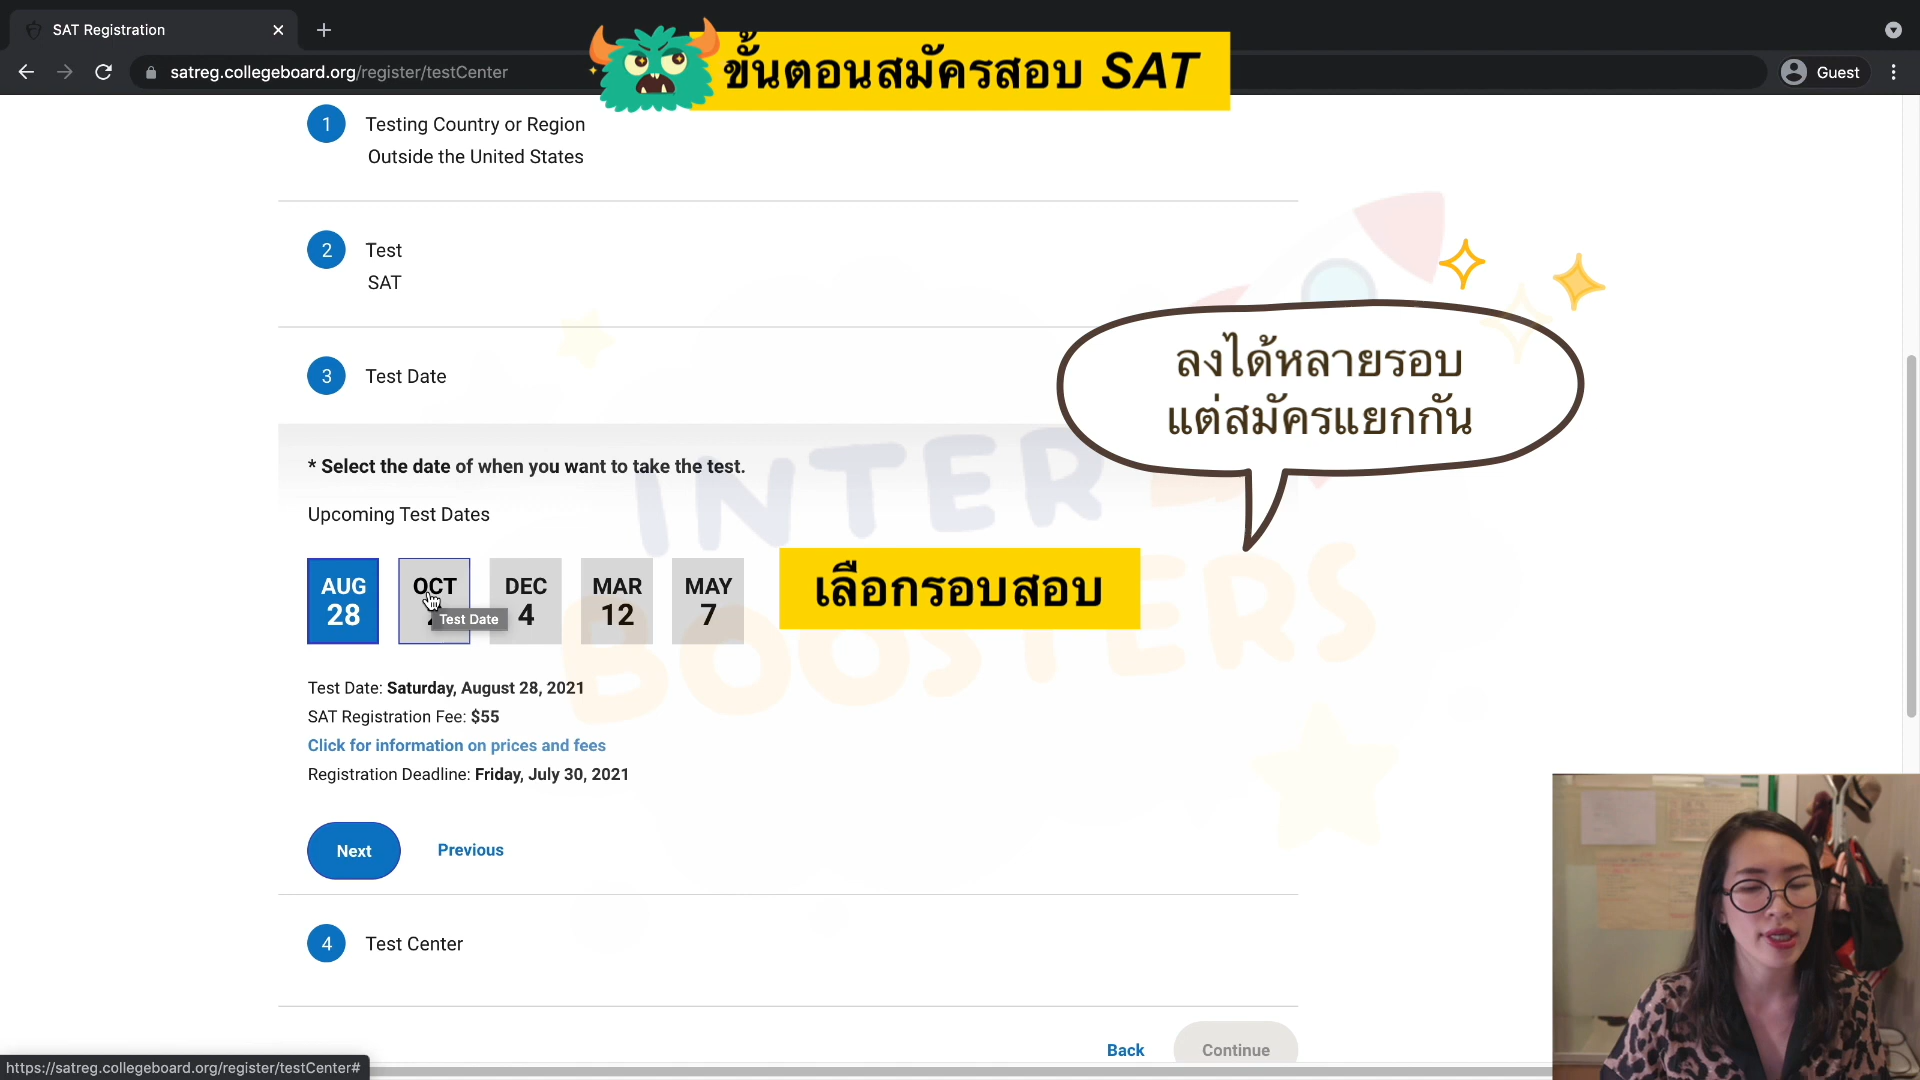 SAT Registration
satreg.collegeboard.org/register/testCenter
Guest
ขั้นตอนสมัครสอบ SAT
1 Testing Country or Region
Outside the United States
2 Test
SAT
3 Test Date
ลงได้หลายรอบ
แต่สมัครแยกกัน
* Select the date of when you want to take the test.
Upcoming Test Dates
INTER
BOOSTERS
AUG 28
OCT
DEC 4
MAR 12
MAY 7
Test Date
เลือกรอบสอบ
Test Date: Saturday, August 28, 2021
SAT Registration Fee: $55
Click for information on prices and fees
Registration Deadline: Friday, July 30, 2021
Next Previous
4 Test Center
Back Continue
https://satreg.collegeboard.org/register/testCenter#